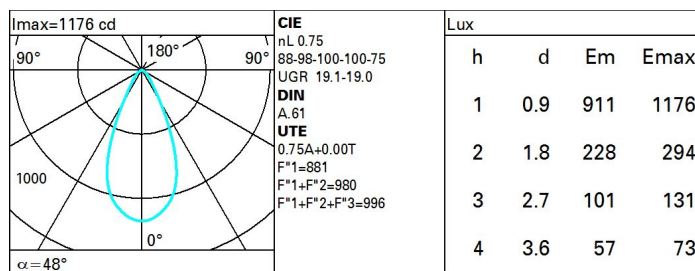 Imax=1176 cd
90° 180° 90°
1000
0°
α=48°
CIE
nL 0.75
88-98-100-100-75
UGR 19.1-19.0
DIN
A.61
UTE
0.75A+0.00T
F"1=881
F"1+F"2=980
F"1+F"2+F"3=996
Lux
h d Em Emax
1 0.9 911 1176
2 1.8 228 294
3 2.7 101 131
4 3.6 57 73